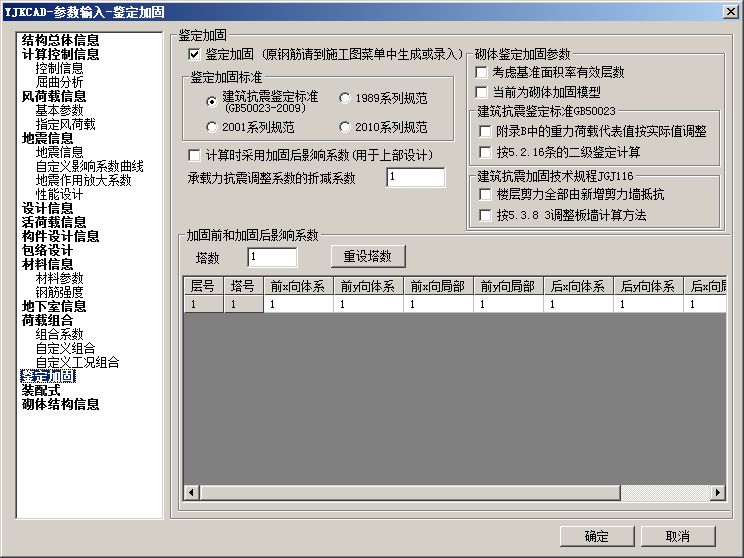 YJKCAD-参数输入-鉴定加固
结构总体信息
计算控制信息
控制信息
屈曲分析
风荷载信息
基本参数
指定风荷载
地震信息
地震信息
自定义影响系数曲线
地震作用放大系数
性能设计
设计信息
活荷载信息
构件设计信息
包络设计
材料信息
材料参数
钢筋强度
地下室信息
荷载组合
组合系数
自定义组合
自定义工况组合
鉴定加固
装配式
砌体结构信息
鉴定加固
鉴定加固 (原钢筋请到施工图菜单中生成或录入)
鉴定加固标准
建筑抗震鉴定标准
(GB50023-2009)
1989系列规范
2001系列规范
2010系列规范
计算时采用加固后影响系数(用于上部设计)
承载力抗震调整系数的折减系数
1
砌体鉴定加固参数
考虑基准面积率有效层数
当前为砌体加固模型
建筑抗震鉴定标准GB50023
附录B中的重力荷载代表值按实际值调整
按5.2.16条的二级鉴定计算
建筑抗震加固技术规程JGJ116
楼层剪力全部由新增剪力墙抵抗
按5.3.8 3调整板墙计算方法
加固前和加固后影响系数
塔数
1
重设塔数
层号 塔号 前x向体系 前y向体系 前x向局部 前y向局部 后x向体系 后y向体系 后x向局
1 1 1 1 1 1 1 1 1
确定
取消